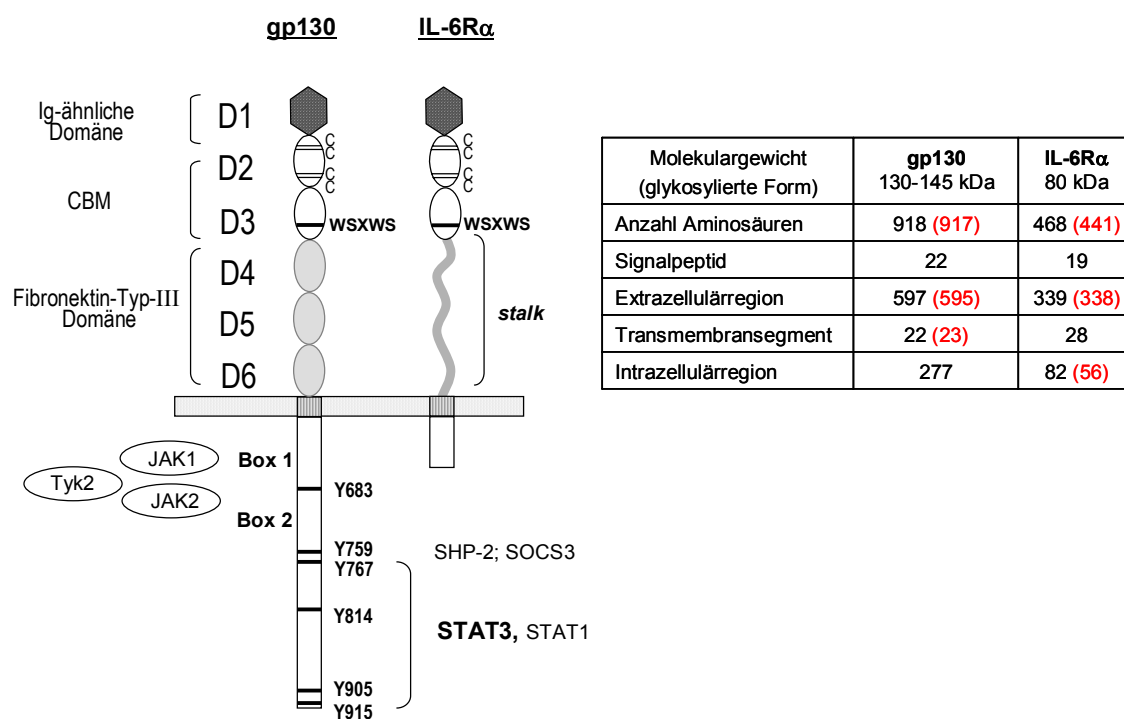 gp130 IL-6Rα
Ig-ähnliche
Domäne
D1
C
C
D2
C
C
CBM
D3
WSXWS WSXWS
D4
Fibronektin-Typ-III
Domäne
D5
stalk
D6
JAK1
Box 1
Tyk2
JAK2
Y683
Box 2
Y759
SHP-2; SOCS3
Y767
Y814
STAT3, STAT1
Y905
Y915
C
C
C
C
Molekulargewicht
(glykosylierte Form)
gp130
130-145 kDa
IL-6Rα
80 kDa
Anzahl Aminosäuren 918 (917) 468 (441)
Signalpeptid 22 19
Extrazellulärregion 597 (595) 339 (338)
Transmembransegment 22 (23) 28
Intrazellulärregion 277 82 (56)